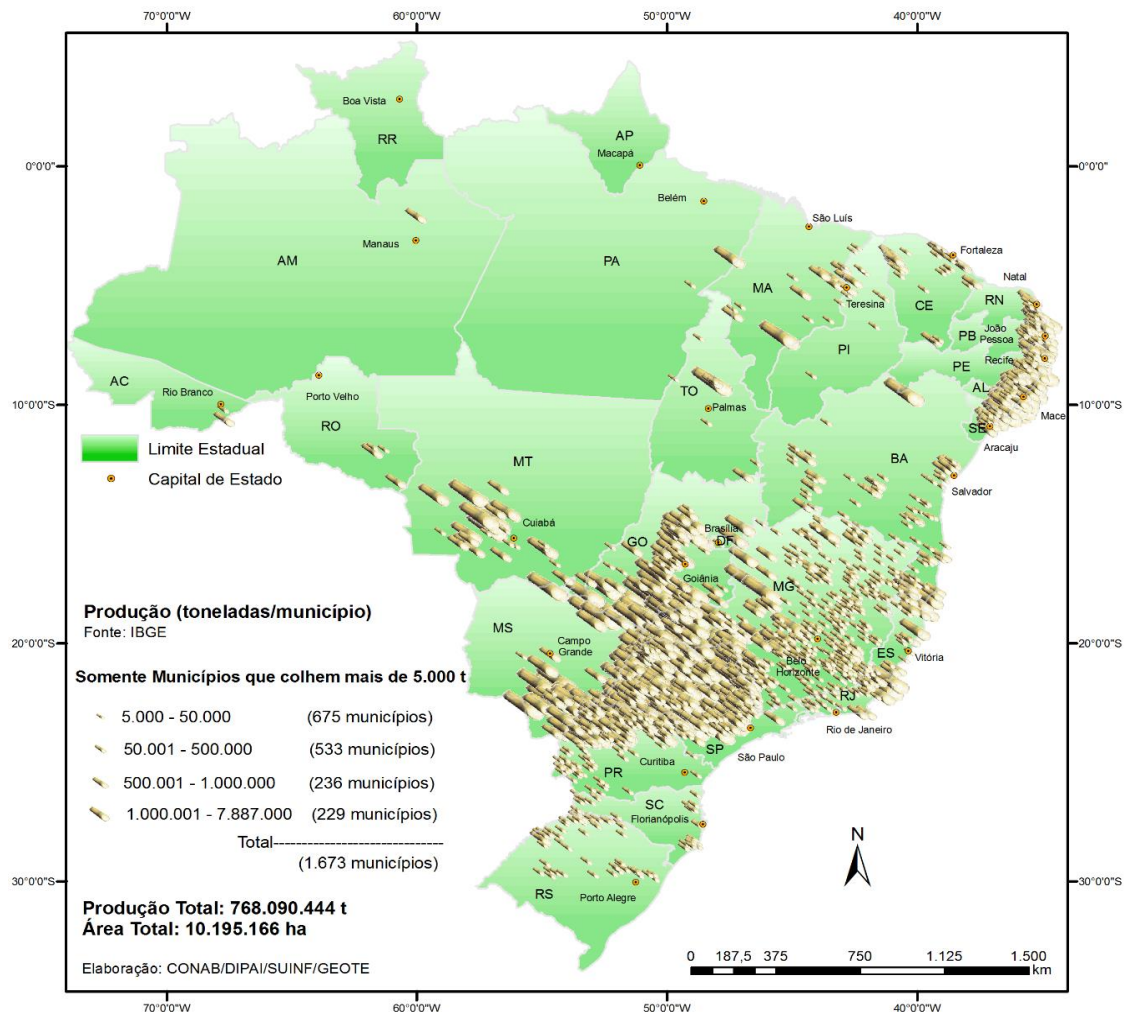 70°0'0"W 60°0'0"W 50°0'0"W 40°0'0"W
Boa Vista
RR
AP
Macapá
0°0'0" 0°0'0"
Belém
São Luís
Manaus
AM
PA
MA
Fortaleza
Teresina
CE
Natal
RN
PB
João Pessoa
PI
Recife
PE
AC
Rio Branco
Porto Velho
TO
Palmas
AL
Mace
10°0'0"S 10°0'0"S
RO
SE
Aracaju
Limite Estadual
Capital de Estado
MT
BA
Salvador
Cuiabá
GO
Brasília
DF
Goiânia
MG
Produção (toneladas/município)
Fonte: IBGE
MS
Campo Grande
20°0'0"S 20°0'0"S
Belo Horizonte
ES
Vitória
Somente Municípios que colhem mais de 5.000 t
5.000 - 50.000 (675 municípios)
50.001 - 500.000 (533 municípios)
500.001 - 1.000.000 (236 municípios)
1.000.001 - 7.887.000 (229 municípios)
Total----------------------------
(1.673 municípios)
RJ
Rio de Janeiro
SP
São Paulo
Curitiba
PR
SC
Florianópolis
N
30°0'0"S 30°0'0"S
RS
Porto Alegre
Produção Total: 768.090.444 t
Área Total: 10.195.166 ha
Elaboração: CONAB/DIPAI/SUINF/GEOTE
0 187,5 375 750 1.125 1.500
km
70°0'0"W 60°0'0"W 50°0'0"W 40°0'0"W